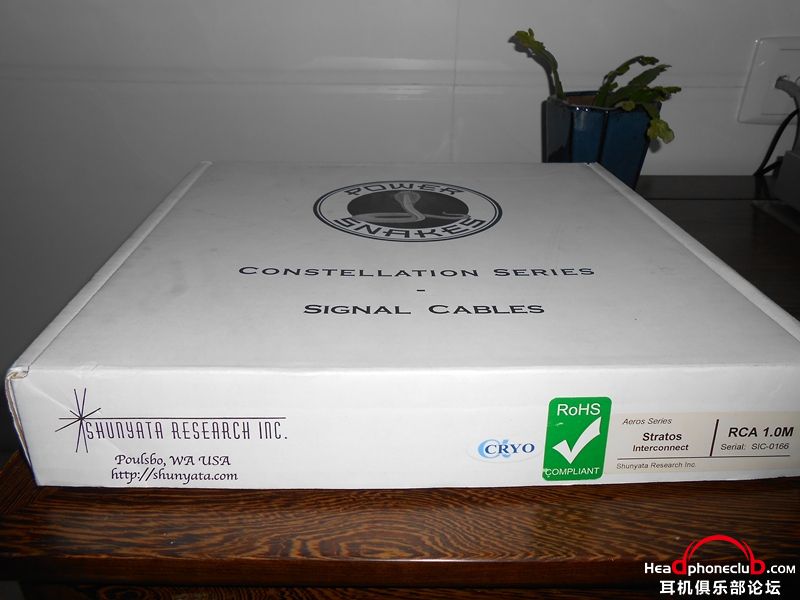 POWER
SNAKES
CONSTELLATION SERIES
-
SIGNAL CABLES
SHUNYATA RESEARCH INC.
Poulsbo, WA USA
http://shunyata.com
CRYO
RoHS
COMPLIANT
Aeros Series
Stratos
Interconnect
Shunyata Research Inc.
RCA 1.0M
Serial: SIC-0166
Headphoneclub.com
耳机俱乐部论坛